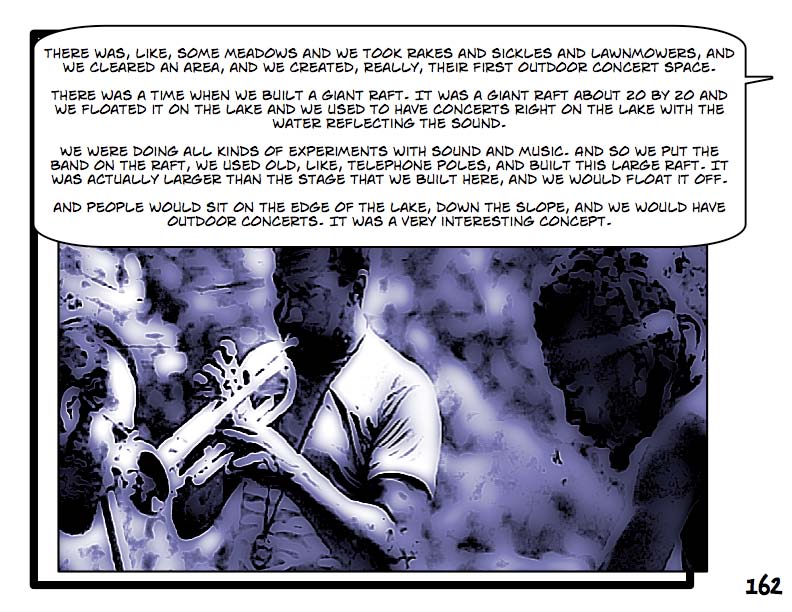 THERE WAS, LIKE, SOME MEADOWS AND WE TOOK RAKES AND SICKLES AND LAWNMOWERS, AND
WE CLEARED AN AREA, AND WE CREATED, REALLY, THEIR FIRST OUTDOOR CONCERT SPACE.
THERE WAS A TIME WHEN WE BUILT A GIANT RAFT. IT WAS A GIANT RAFT ABOUT 20 BY 20 AND
WE FLOATED IT ON THE LAKE AND WE USED TO HAVE CONCERTS RIGHT ON THE LAKE WITH THE
WATER REFLECTING THE SOUND.
WE WERE DOING ALL KINDS OF EXPERIMENTS WITH SOUND AND MUSIC. AND SO WE PUT THE
BAND ON THE RAFT, WE USED OLD, LIKE, TELEPHONE POLES, AND BUILT THIS LARGE RAFT. IT
WAS ACTUALLY LARGER THAN THE STAGE THAT WE BUILT HERE, AND WE WOULD FLOAT IT OFF.
AND PEOPLE WOULD SIT ON THE EDGE OF THE LAKE, DOWN THE SLOPE, AND WE WOULD HAVE
OUTDOOR CONCERTS. IT WAS A VERY INTERESTING CONCEPT.
162